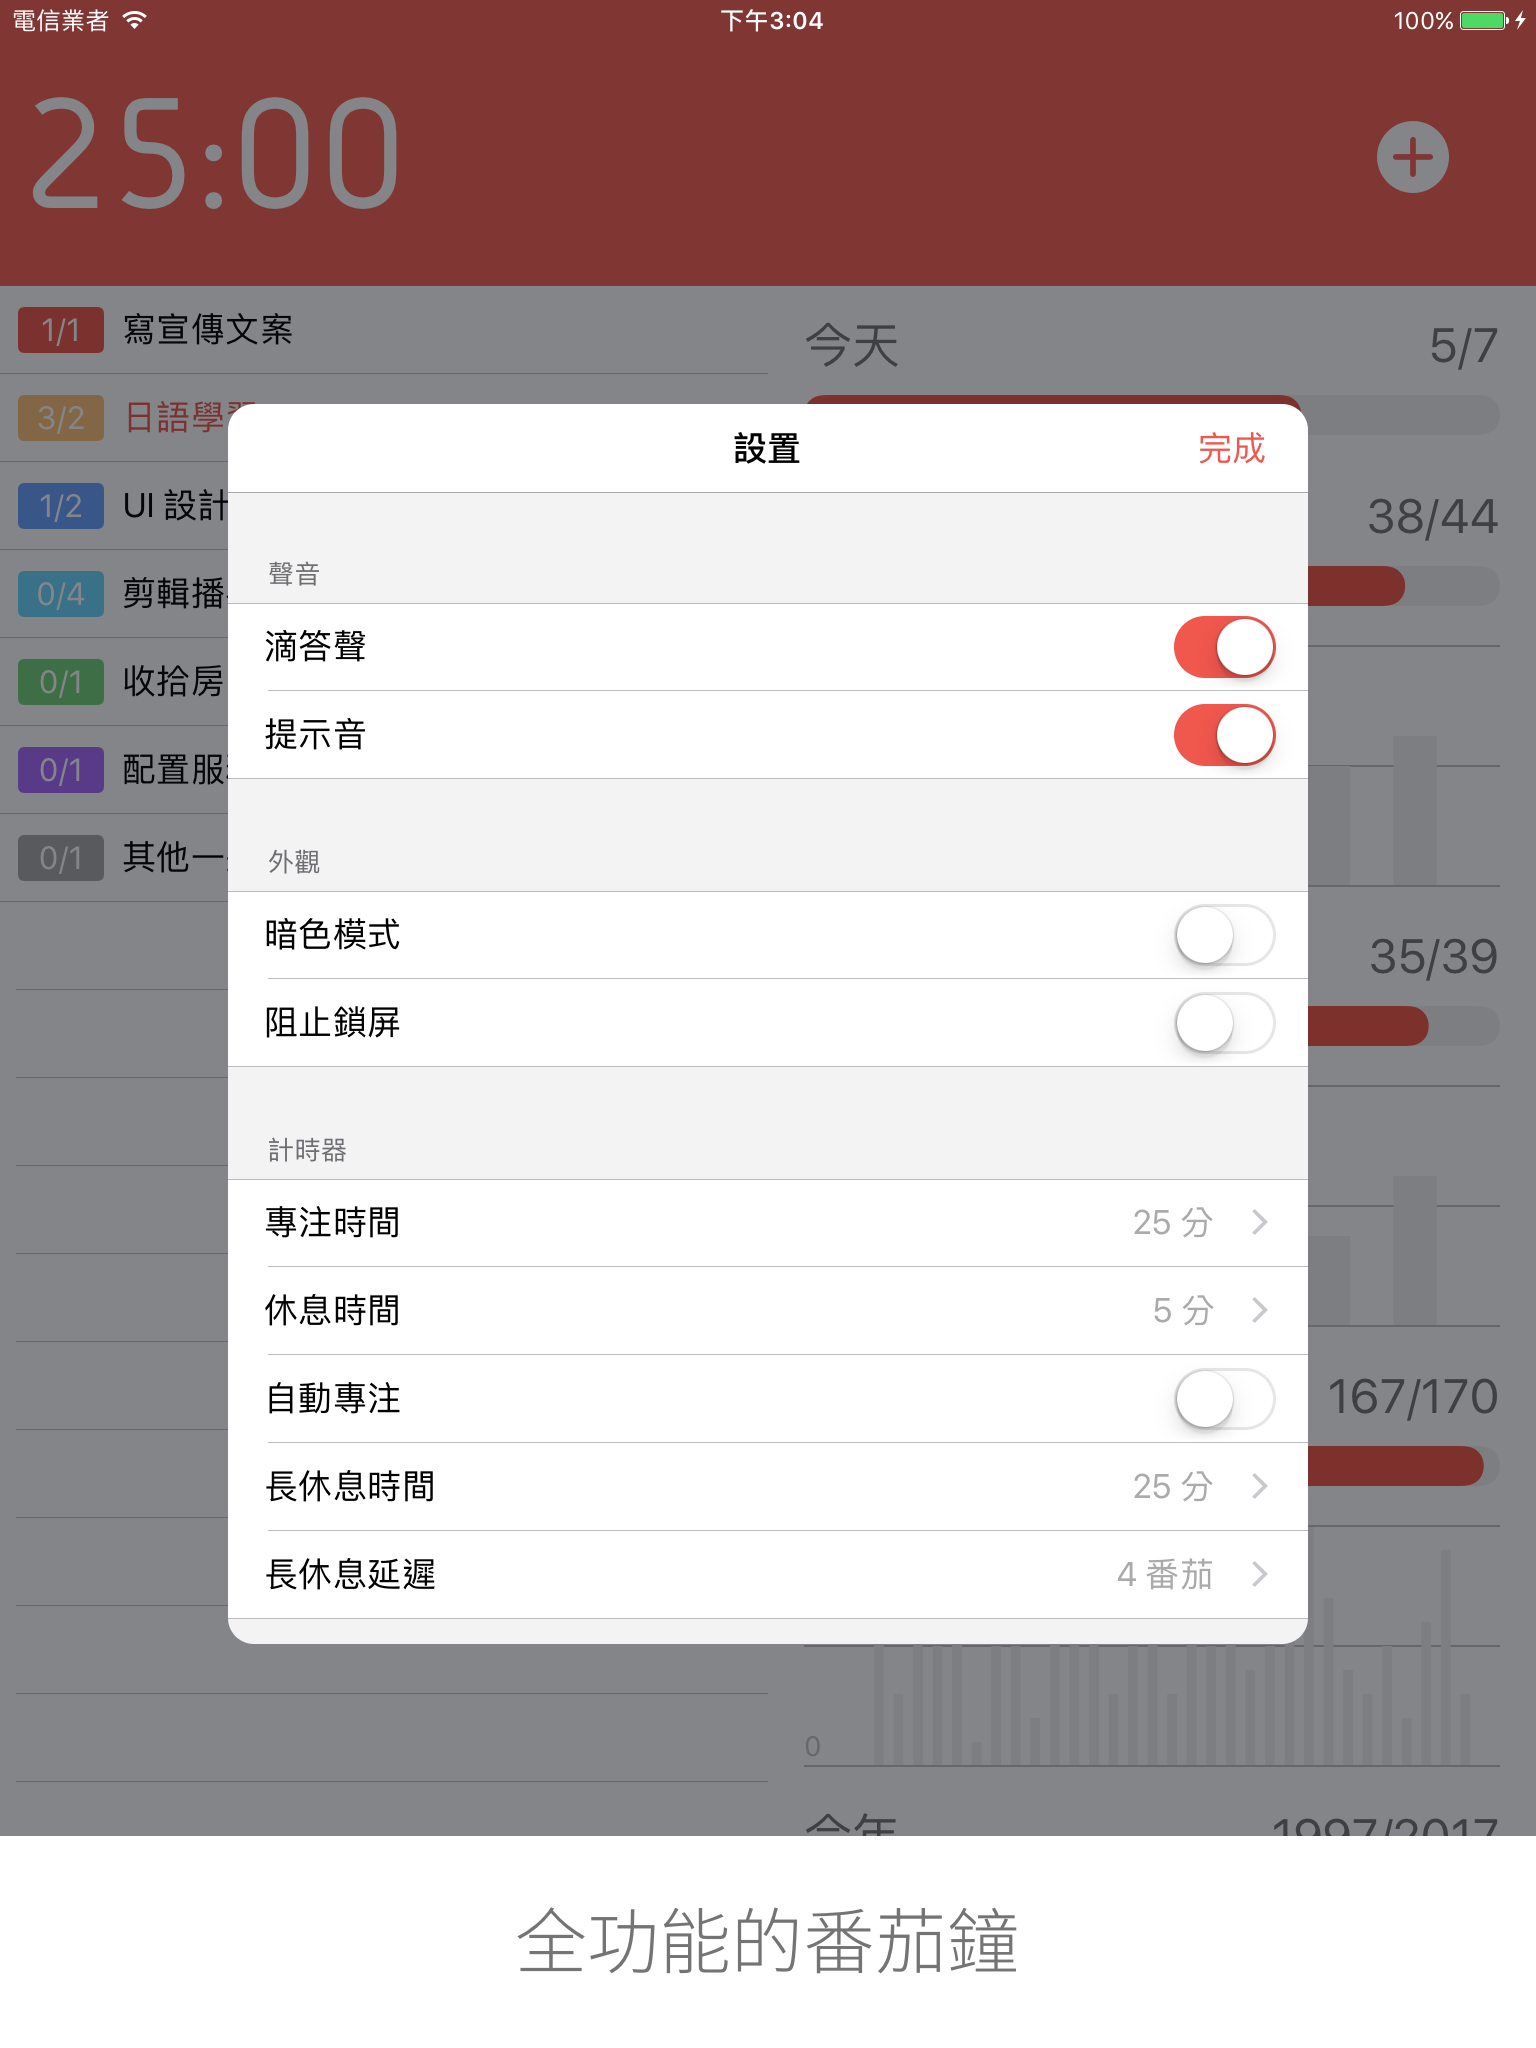 電信業者 下午3:04 100%
25:00
1/1 寫宣傳文案
3/2 日語學
1/2 UI 設計
0/4 剪輯播
0/1 收拾房
0/1 配置服
0/1 其他一
今天 5/7
38/44
35/39
167/170
0
今年 1997/2017
設置 完成
聲音
滴答聲
提示音
外觀
暗色模式
阻止鎖屏
計時器
專注時間 25 分
休息時間 5 分
自動專注
長休息時間 25 分
長休息延遲 4 番茄
全功能的番茄鐘